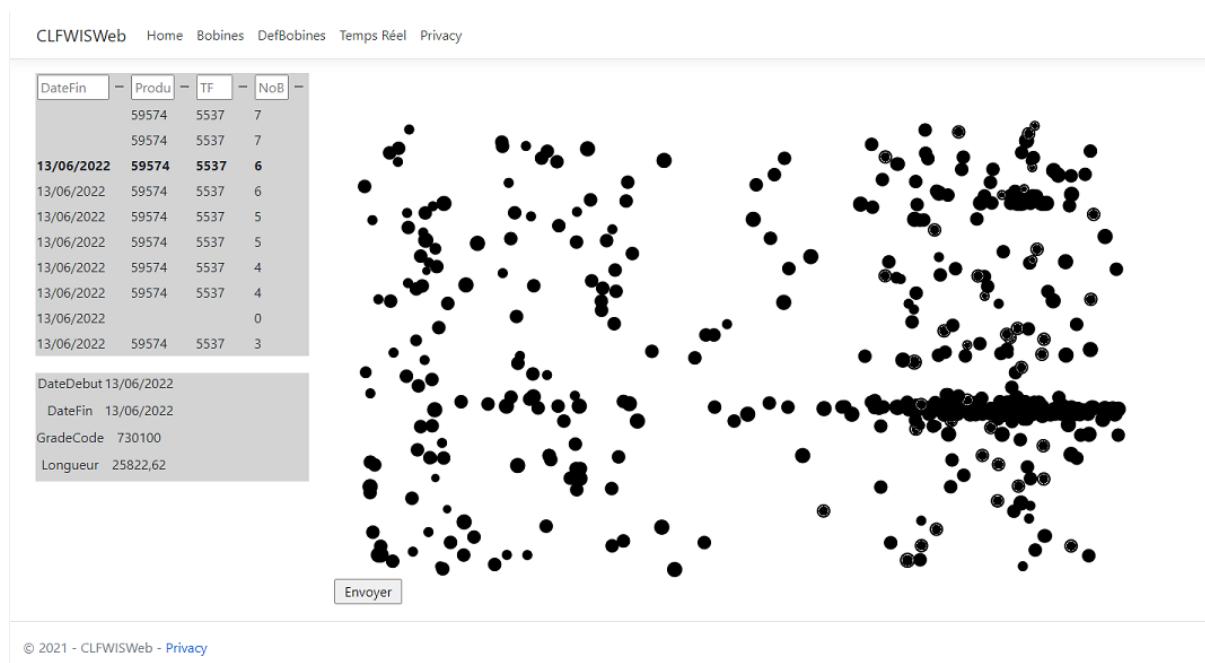 CLFWISWeb Home Bobines DefBobines Temps Réel Privacy
DateFin − Produ − TF − NoB −
59574 5537 7
59574 5537 7
13/06/2022 59574 5537 6
13/06/2022 59574 5537 6
13/06/2022 59574 5537 5
13/06/2022 59574 5537 5
13/06/2022 59574 5537 4
13/06/2022 59574 5537 4
13/06/2022 0
13/06/2022 59574 5537 3
DateDebut 13/06/2022
DateFin 13/06/2022
GradeCode 730100
Longueur 25822,62
Envoyer
© 2021 - CLFWISWeb - Privacy